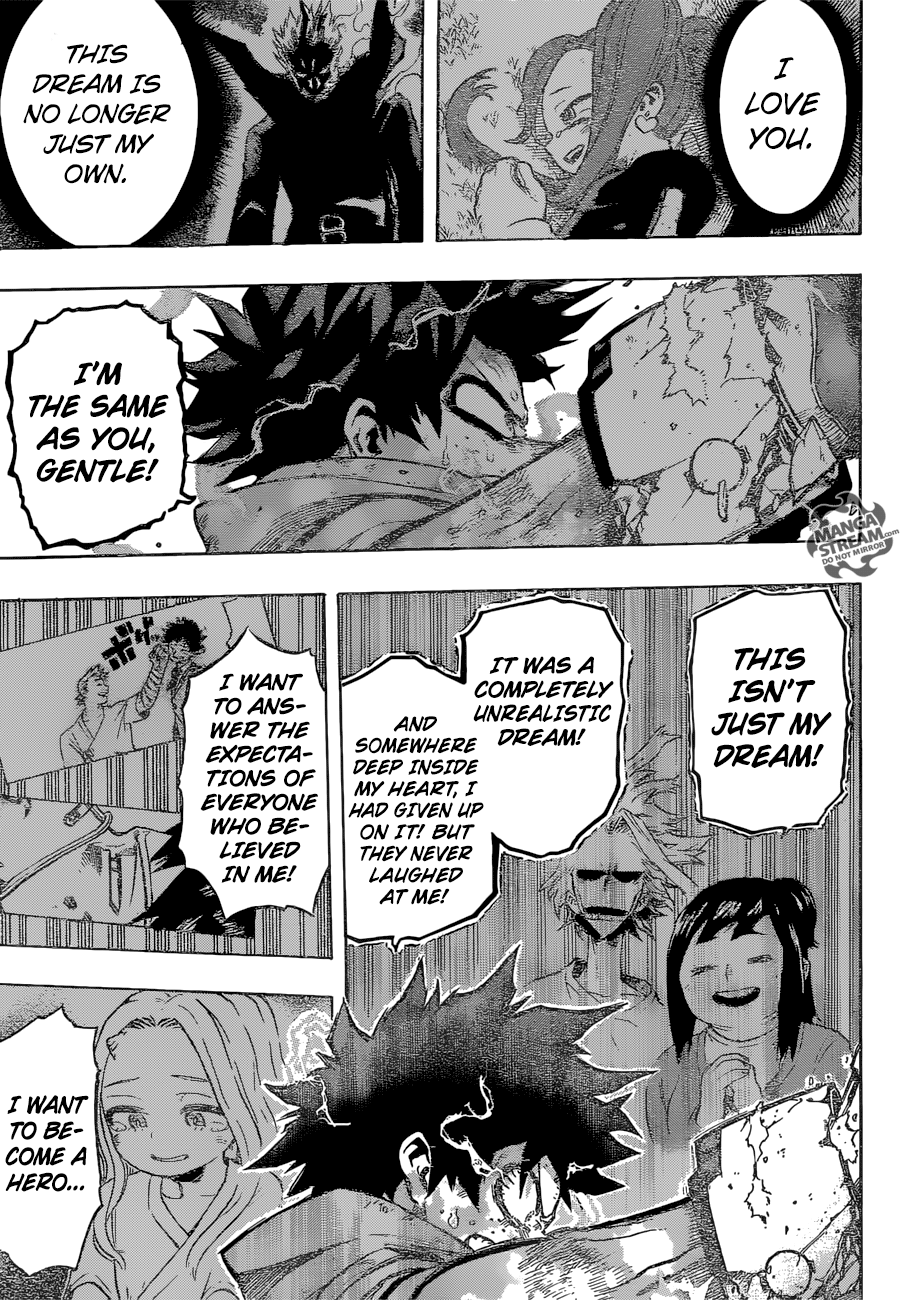 I
LOVE
YOU.
THIS
DREAM IS
NO LONGER
JUST MY
OWN.
I'M
THE SAME
AS YOU,
GENTLE!
MANGA
STREAM.com
DO NOT MIRROR
THIS
ISN'T
JUST MY
DREAM!
IT WAS A
COMPLETELY
UNREALISTIC
DREAM!
AND
SOMEWHERE
DEEP INSIDE
MY HEART, I
HAD GIVEN UP
ON IT! BUT
THEY NEVER
LAUGHED
AT ME!
I WANT
TO ANS-
WER THE
EXPECTA-
TIONS OF
EVERYONE
WHO BE-
LIEVED
IN ME!
I WANT
TO BE-
COME A
HERO...